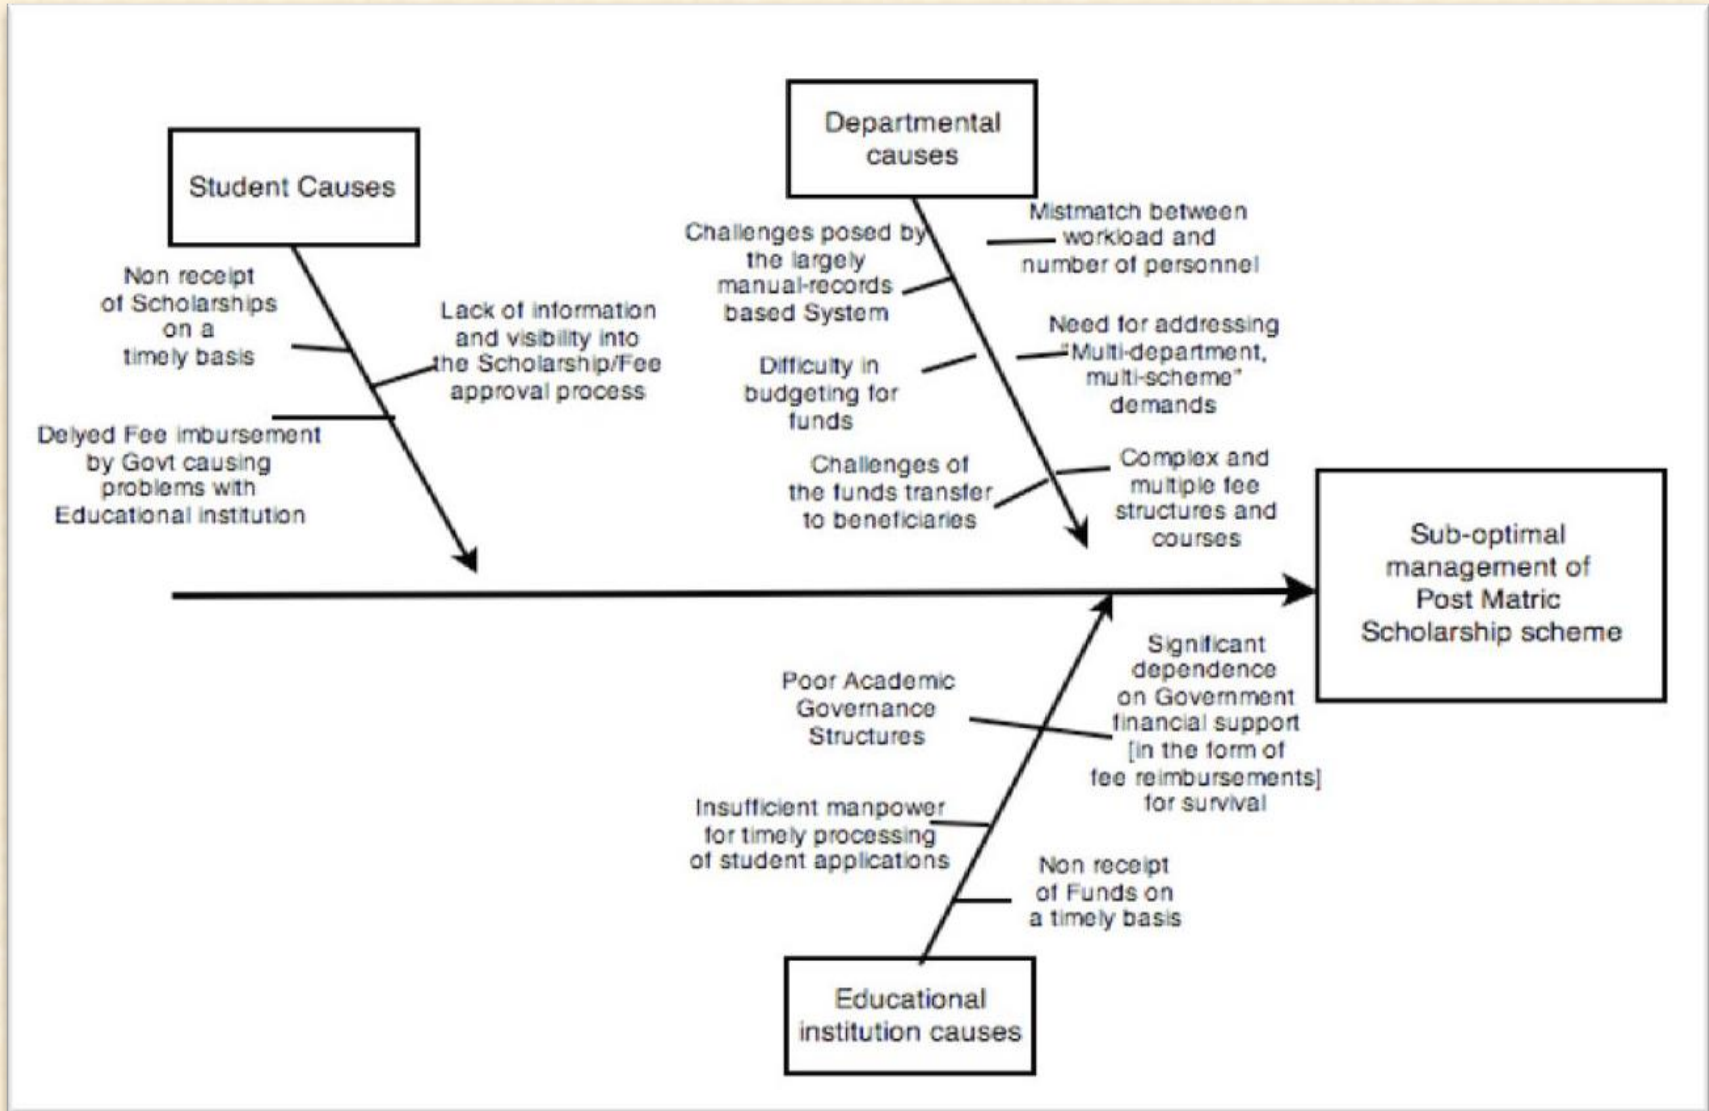 Departmental
causes
Student Causes
Mistmatch between
workload and
number of personnel
Challenges posed by
the largely
manual-records
based System
Non receipt
of Scholarships
on a
timely basis
Lack of information
and visibility into
the Scholarship/Fee
approval process
Need for addressing
"Multi-department,
multi-scheme"
demands
Difficulty in
budgeting for
funds
Delyed Fee imbursement
by Govt causing
problems with
Educational institution
Challenges of
the funds transfer
to beneficiaries
Complex and
multiple fee
structures and
courses
Sub-optimal
management of
Post Matric
Scholarship scheme
Significant
dependence
on Government
financial support
[in the form of
fee reimbursements]
for survival
Poor Academic
Governance
Structures
Insufficient manpower
for timely processing
of student applications
Non receipt
of Funds on
a timely basis
Educational
institution causes